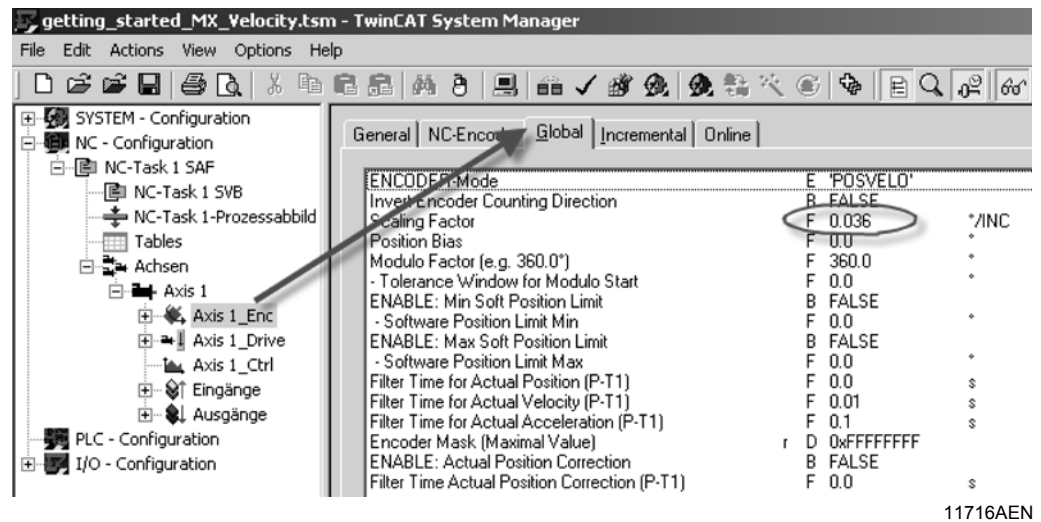 getting_started_MX_Velocity.tsm - TwinCAT System Manager
File Edit Actions View Options Help
SYSTEM - Configuration
NC - Configuration
NC-Task 1 SAF
NC-Task 1 SVB
NC-Task 1-Prozessabbild
Tables
Achsen
Axis 1
Axis 1_Enc
Axis 1_Drive
Axis 1_Ctrl
Eingänge
Ausgänge
PLC - Configuration
I/O - Configuration
General NC-Encod Global Incremental Online
ENCODER-Mode E 'POSVELO'
Invert Encoder Counting Direction B FALSE
Scaling Factor F 0.036 °/INC
Position Bias F 0.0 °
Modulo Factor (e.g. 360.0°) F 360.0 °
- Tolerance Window for Modulo Start F 0.0 °
ENABLE: Min Soft Position Limit B FALSE
- Software Position Limit Min F 0.0 °
ENABLE: Max Soft Position Limit B FALSE
- Software Position Limit Max F 0.0 °
Filter Time for Actual Position (P-T1) F 0.0 s
Filter Time for Actual Velocity (P-T1) F 0.01 s
Filter Time for Actual Acceleration (P-T1) F 0.1 s
Encoder Mask (Maximal Value) r D 0xFFFFFFFF
ENABLE: Actual Position Correction B FALSE
Filter Time Actual Position Correction (P-T1) F 0.0 s
11716AEN